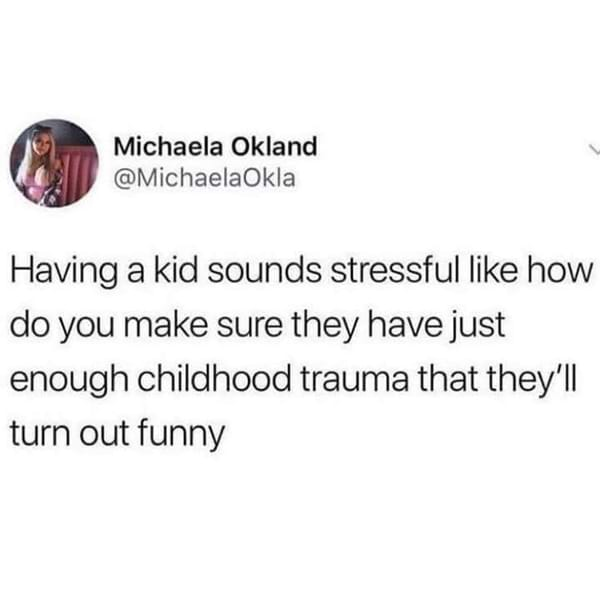 Michaela Okland
@MichaelaOkla
Having a kid sounds stressful like how
do you make sure they have just
enough childhood trauma that they'll
turn out funny